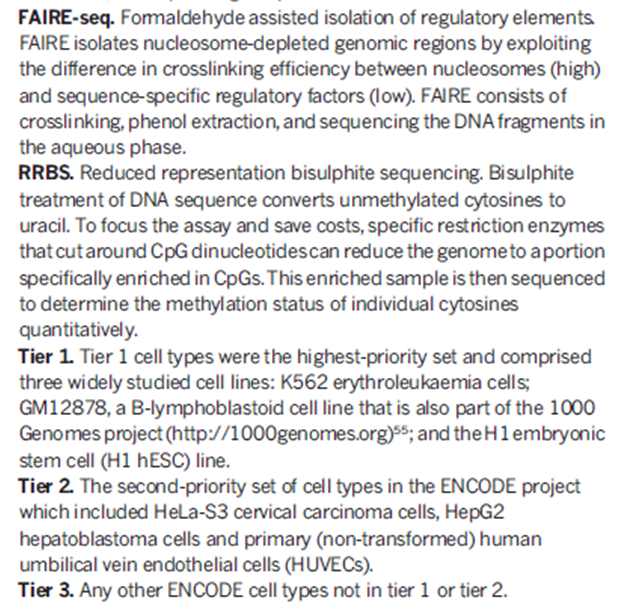 FAIRE-seq. Formaldehyde assisted isolation of regulatory elements.
FAIRE isolates nucleosome-depleted genomic regions by exploiting
the difference in crosslinking efficiency between nucleosomes (high)
and sequence-specific regulatory factors (low). FAIRE consists of
crosslinking, phenol extraction, and sequencing the DNA fragments in
the aqueous phase.
RRBS. Reduced representation bisulphite sequencing. Bisulphite
treatment of DNA sequence converts unmethylated cytosines to
uracil. To focus the assay and save costs, specific restriction enzymes
that cut around CpG dinucleotides can reduce the genome to a portion
specifically enriched in CpGs. This enriched sample is then sequenced
to determine the methylation status of individual cytosines
quantitatively.
Tier 1. Tier 1 cell types were the highest-priority set and comprised
three widely studied cell lines: K562 erythroleukaemia cells;
GM12878, a B-lymphoblastoid cell line that is also part of the 1000
Genomes project (http://1000genomes.org)⁵⁵; and the H1 embryonic
stem cell (H1 hESC) line.
Tier 2. The second-priority set of cell types in the ENCODE project
which included HeLa-S3 cervical carcinoma cells, HepG2
hepatoblastoma cells and primary (non-transformed) human
umbilical vein endothelial cells (HUVECs).
Tier 3. Any other ENCODE cell types not in tier 1 or tier 2.